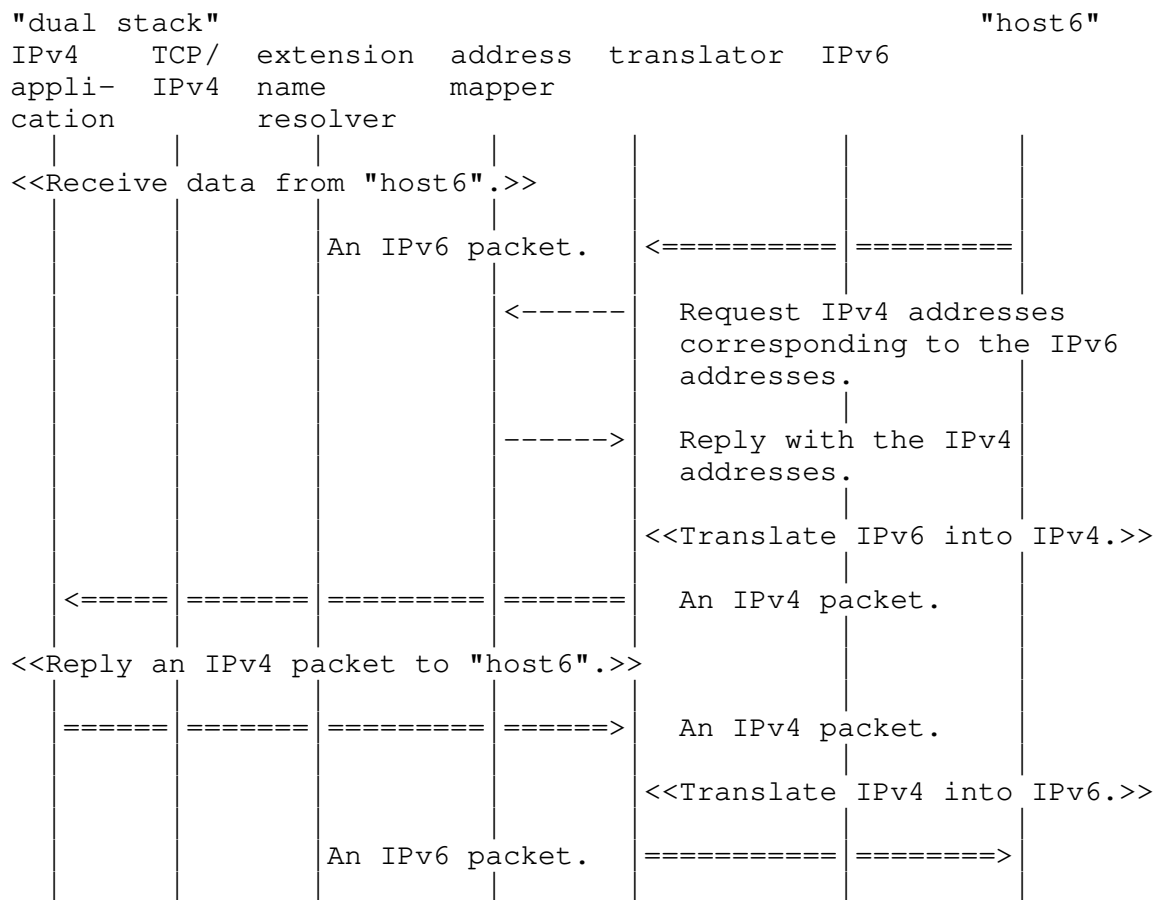 "dual stack" "host6"
IPv4 TCP/ extension address translator IPv6
appli- IPv4 name mapper
cation resolver
<<Receive data from "host6".>>
An IPv6 packet.
Request IPv4 addresses
corresponding to the IPv6
addresses.
Reply with the IPv4
addresses.
<<Translate IPv6 into IPv4.>>
An IPv4 packet.
<<Reply an IPv4 packet to "host6".>>
An IPv4 packet.
<<Translate IPv4 into IPv6.>>
An IPv6 packet.